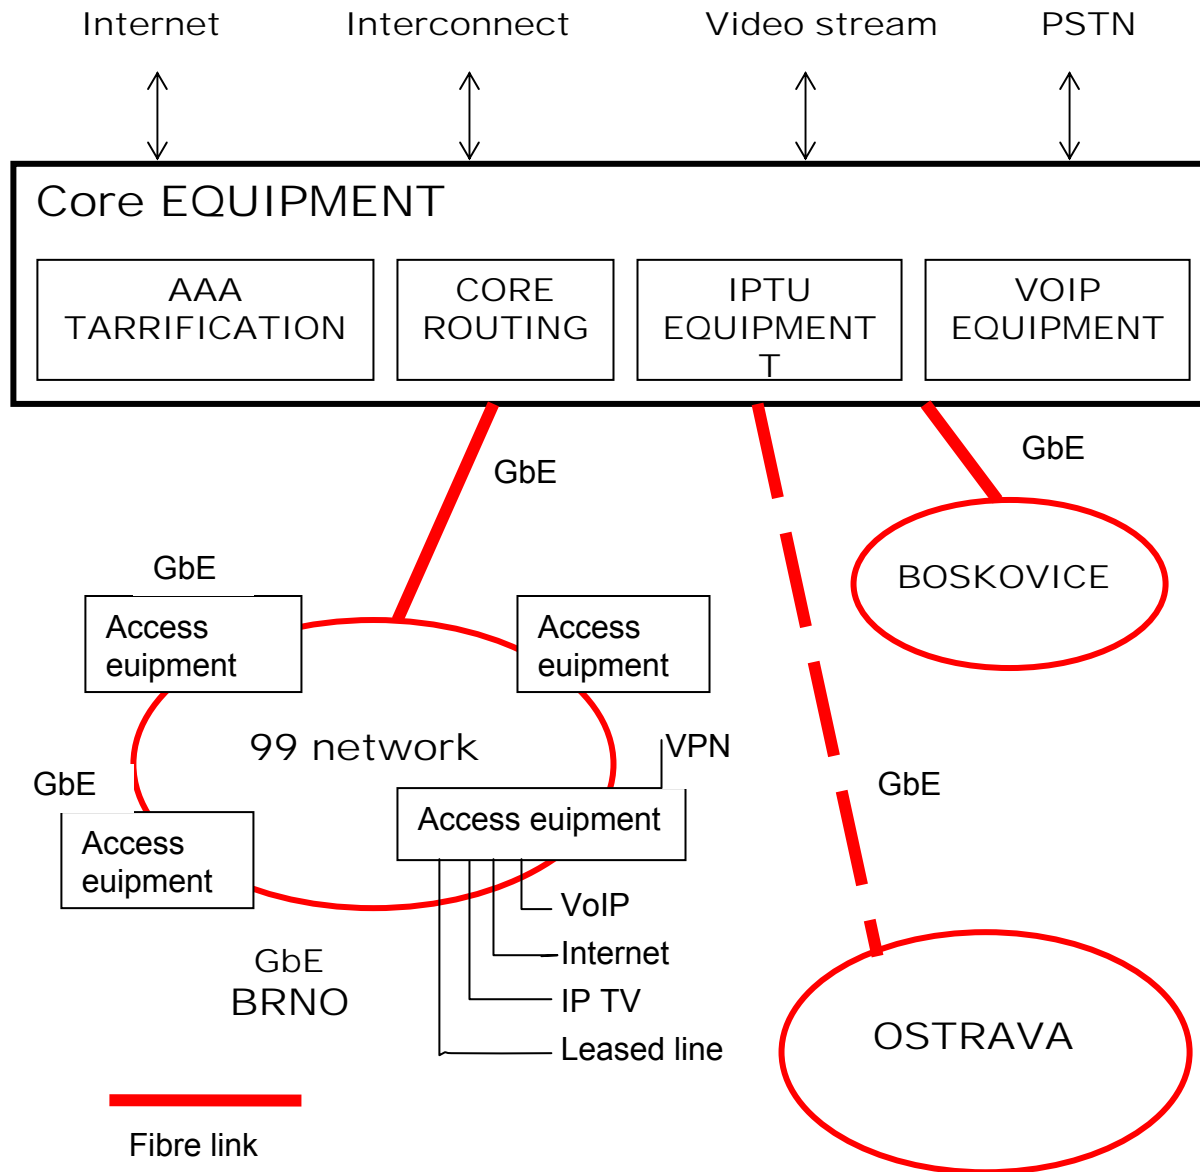 Internet
Interconnect
Video stream
PSTN
Core EQUIPMENT
AAA
TARRIFICATION
CORE
ROUTING
IPTU
EQUIPMENT
T
VOIP
EQUIPMENT
GbE
GbE
BOSKOVICE
GbE
Access
euipment
Access
euipment
99 network
VPN
GbE
GbE
Access euipment
Access
euipment
VoIP
Internet
IP TV
Leased line
GbE
BRNO
OSTRAVA
Fibre link